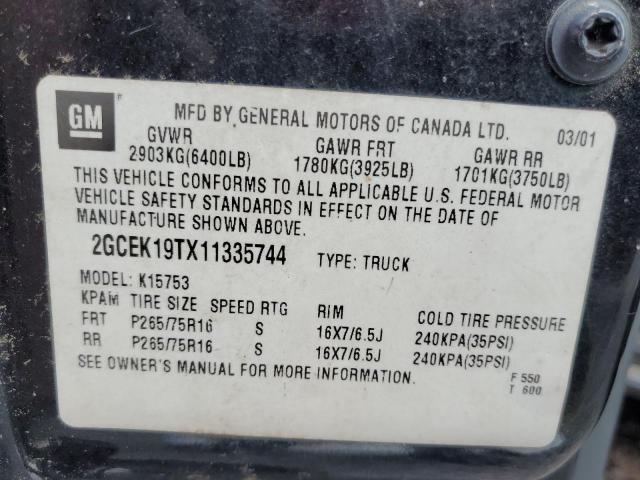 GM
MFD BY GENERAL MOTORS OF CANADA LTD. 03/01
GVWR GAWR FRT GAWR RR
2903KG(6400LB) 1780KG(3925LB) 1701KG(3750LB)
THIS VEHICLE CONFORMS TO ALL APPLICABLE U.S. FEDERAL MOTOR
VEHICLE SAFETY STANDARDS IN EFFECT ON THE DATE OF
MANUFACTURE SHOWN ABOVE.
2GCEK19TX11335744 TYPE: TRUCK
MODEL: K15753
KPAM TIRE SIZE SPEED RTG RIM COLD TIRE PRESSURE
FRT P265/75R16 S 16X7/6.5J 240KPA(35PSI)
RR P265/75R16 S 16X7/6.5J 240KPA(35PSI)
SEE OWNER'S MANUAL FOR MORE INFORMATION.
F 550
T 600